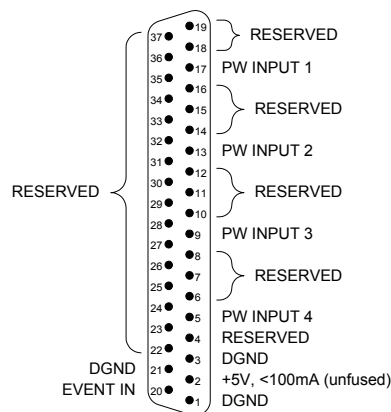 19
37 RESERVED
18
36
17 PW INPUT 1
35
16
34
15 RESERVED
33
14
32
13 PW INPUT 2
31
12
30
RESERVED 11 RESERVED
29
10
28
9 PW INPUT 3
27
8
26
7 RESERVED
25
6
24
5 PW INPUT 4
23
4 RESERVED
22
3 DGND
DGND 21
2 +5V, <100mA (unfused)
EVENT IN 20
1 DGND